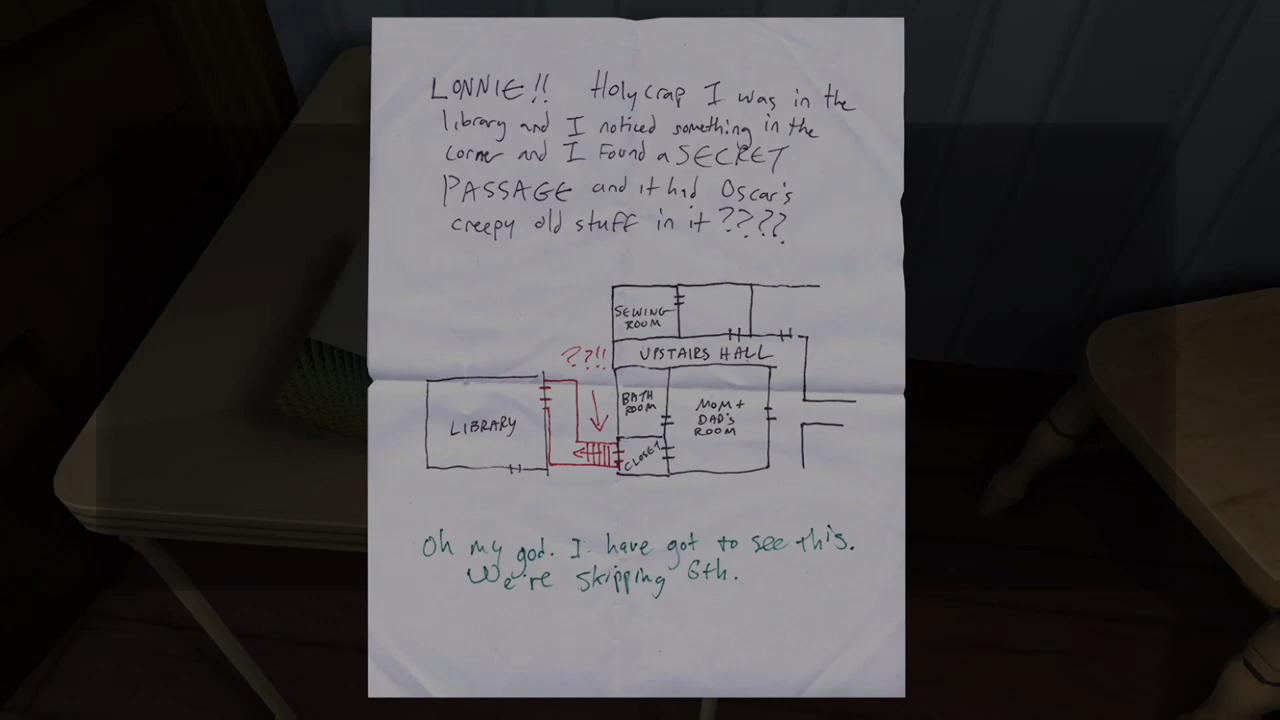 LONNIE!! Holy crap I was in the
library and I noticed something in the
corner and I found a SECRET
PASSAGE and it had Oscar's
creepy old stuff in it ????
SEWING
ROOM
UPSTAIRS HALL
??!!
BATH
ROOM
MOM +
DAD'S
ROOM
LIBRARY
CLOSET
Oh my god. I have got to see this.
We're skipping 6th.